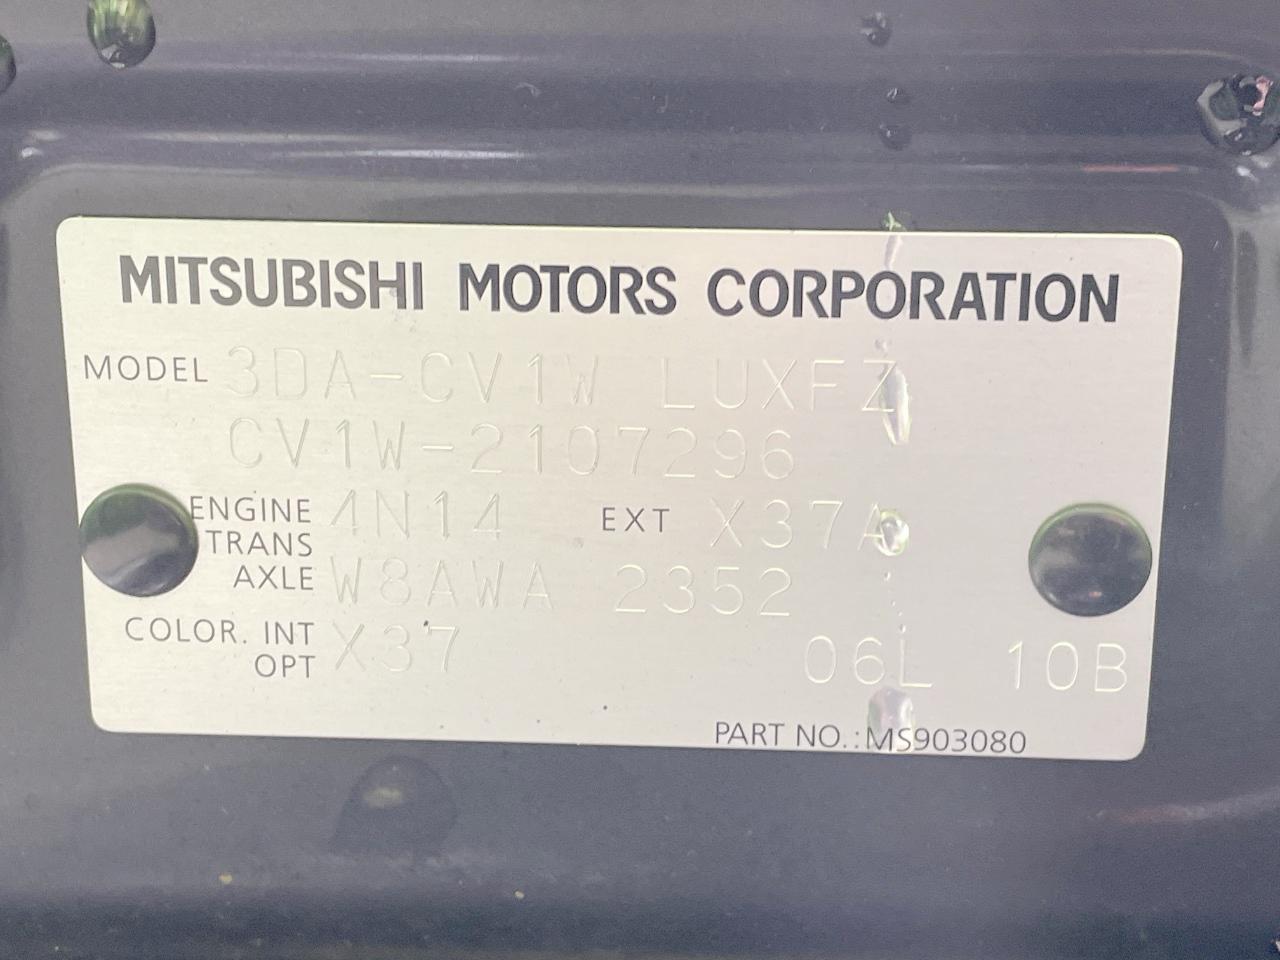 MITSUBISHI MOTORS CORPORATION
MODEL 3DA-CV1W LUXFZ
CV1W-2107296
ENGINE 4N14 EXT X37A
TRANS
AXLE W8AWA 2352
COLOR. INT X37
OPT 06L 10B
PART NO.:MS903080